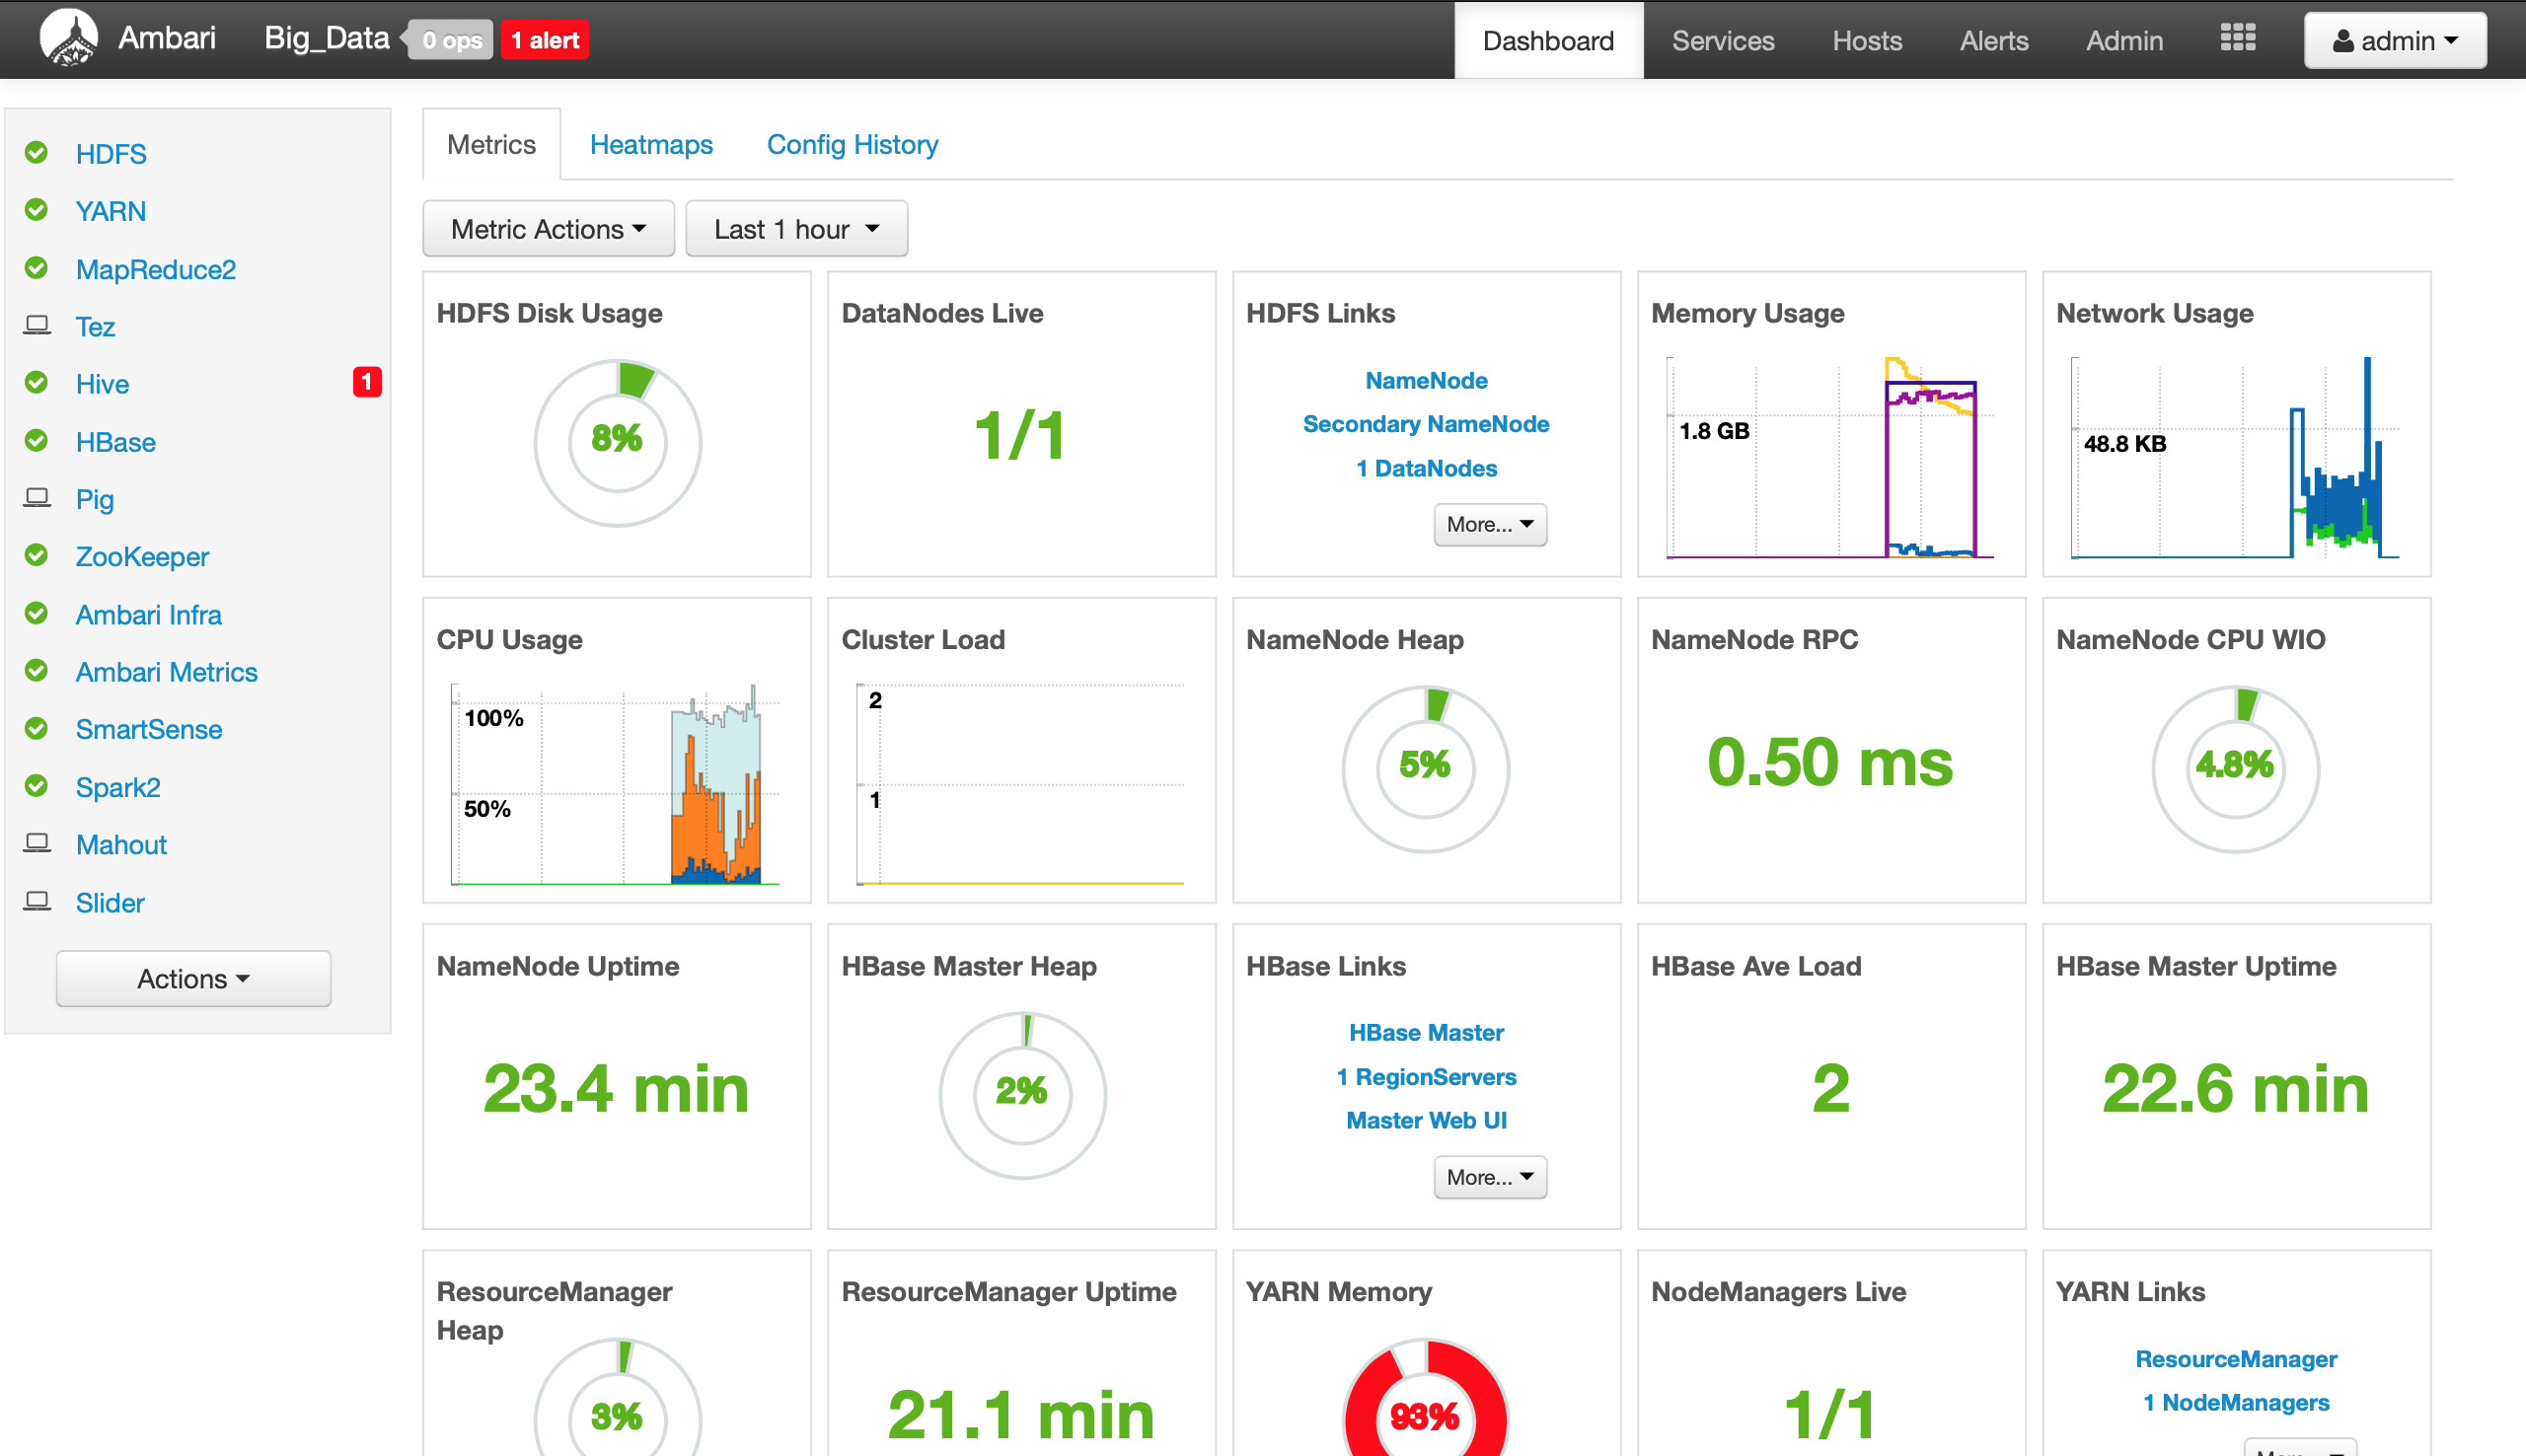 Ambari Big_Data 0 ops 1 alert Dashboard Services Hosts Alerts Admin admin
HDFS
YARN
MapReduce2
Tez
Hive 1
HBase
Pig
ZooKeeper
Ambari Infra
Ambari Metrics
SmartSense
Spark2
Mahout
Slider
Actions
Metrics Heatmaps Config History
Metric Actions Last 1 hour
HDFS Disk Usage
8%
DataNodes Live
1/1
HDFS Links
NameNode
Secondary NameNode
1 DataNodes
More...
Memory Usage
1.8 GB
Network Usage
48.8 KB
CPU Usage
100%
50%
Cluster Load
2
1
NameNode Heap
5%
NameNode RPC
0.50 ms
NameNode CPU WIO
4.8%
NameNode Uptime
23.4 min
HBase Master Heap
2%
HBase Links
HBase Master
1 RegionServers
Master Web UI
More...
HBase Ave Load
2
HBase Master Uptime
22.6 min
ResourceManager
Heap
3%
ResourceManager Uptime
21.1 min
YARN Memory
93%
NodeManagers Live
1/1
YARN Links
ResourceManager
1 NodeManagers